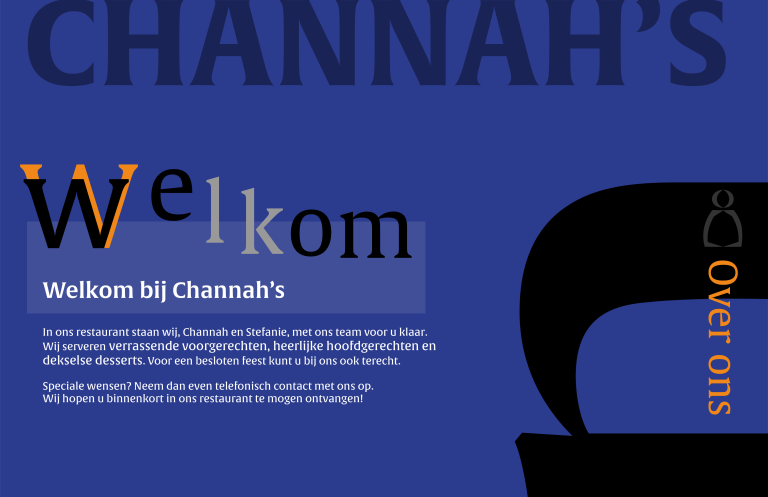 CHANNAH’S
Welkom
Welkom bij Channah’s
In ons restaurant staan wij, Channah en Stefanie, met ons team voor u klaar.
Wij serveren verrassende voorgerechten, heerlijke hoofdgerechten en
dekselse desserts. Voor een besloten feest kunt u bij ons ook terecht.
Speciale wensen? Neem dan even telefonisch contact met ons op.
Wij hopen u binnenkort in ons restaurant te mogen ontvangen!
Over ons